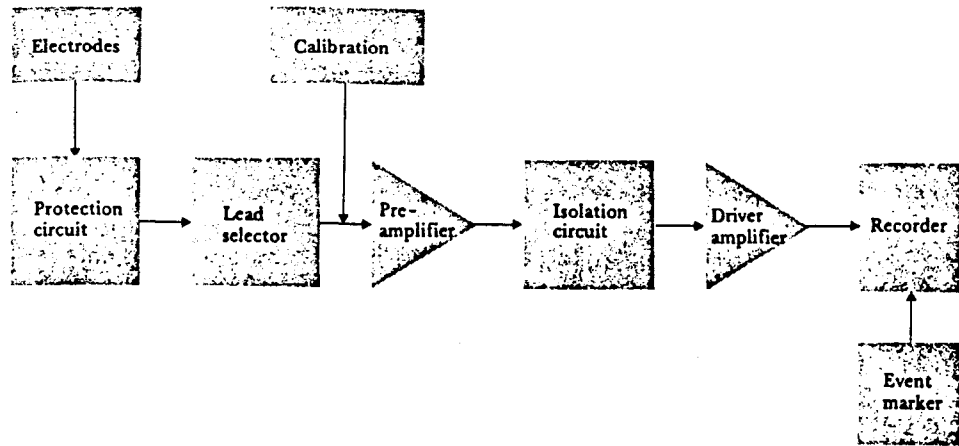 Electrodes
Calibration
Protection
circuit
Lead
selector
Pre-
amplifier
Isolation
circuit
Driver
amplifier
Recorder
Event
marker